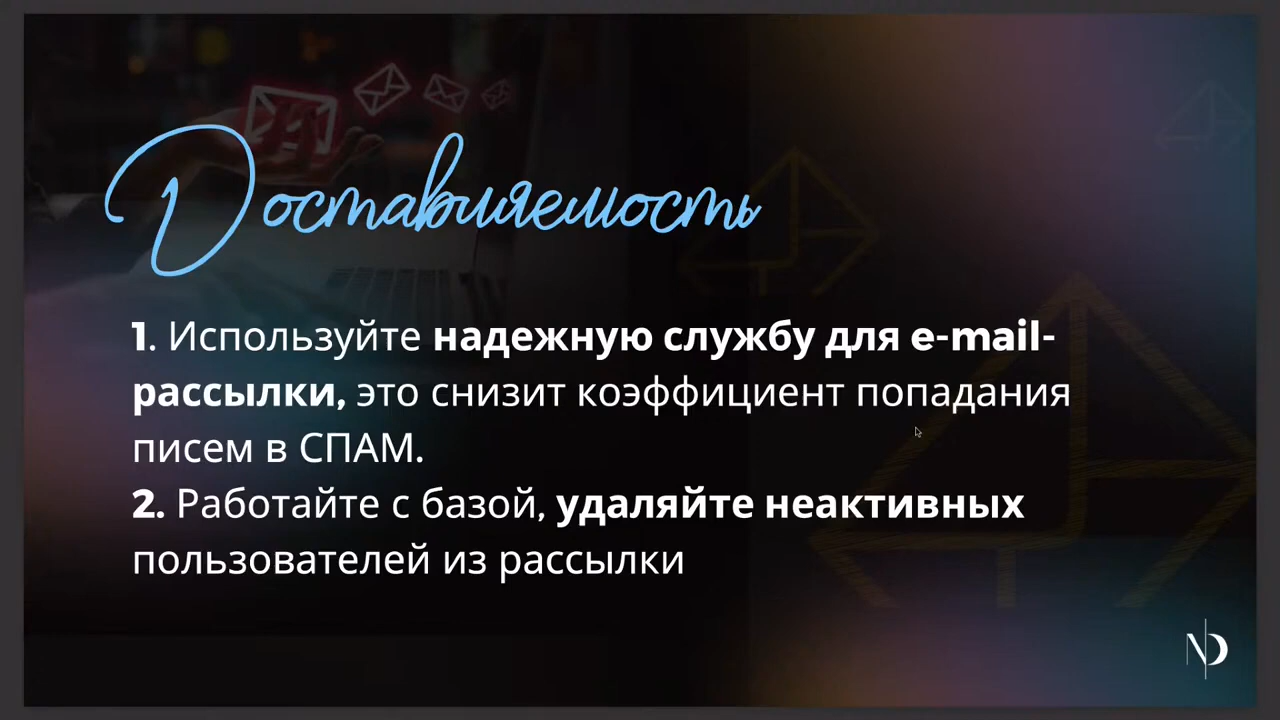 Доставляемость
1. Используйте надежную службу для e-mail-
рассылки, это снизит коэффициент попадания
писем в СПАМ.
2. Работайте с базой, удаляйте неактивных
пользователей из рассылки
ND